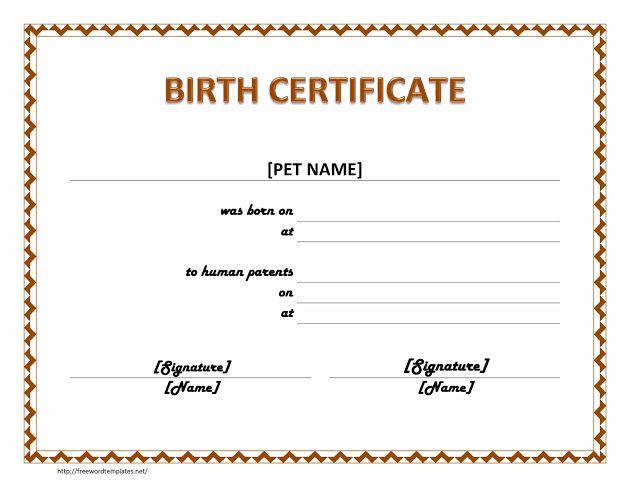 BIRTH CERTIFICATE
[PET NAME]
was born on
at
to human parents
on
at
[Signature] [Signature]
[Name] [Name]
http://freewordtemplates.net/